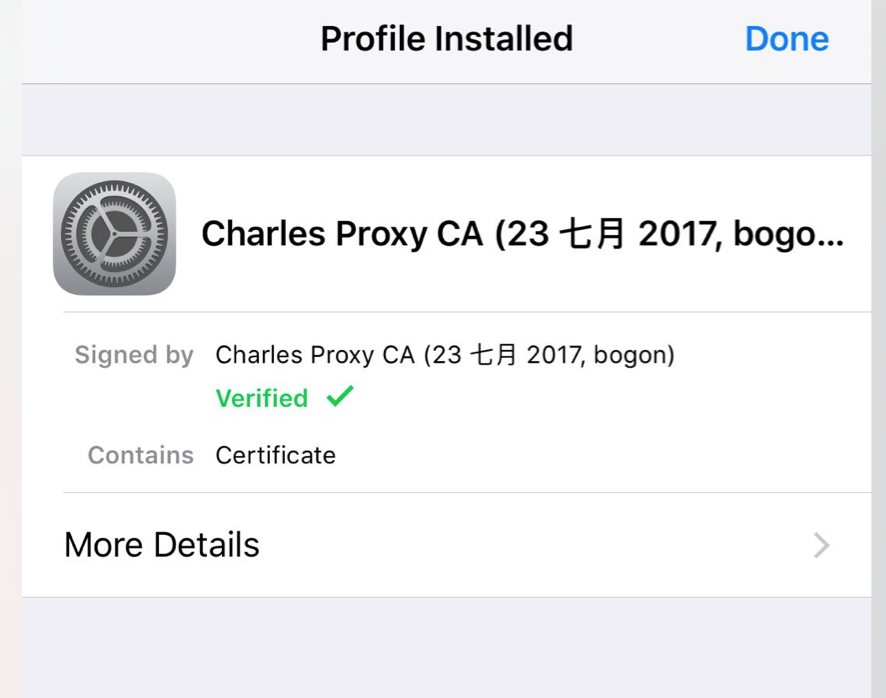 Profile Installed Done
Charles Proxy CA (23 七月 2017, bogo...
Signed by Charles Proxy CA (23 七月 2017, bogon)
Verified ✓
Contains Certificate
More Details